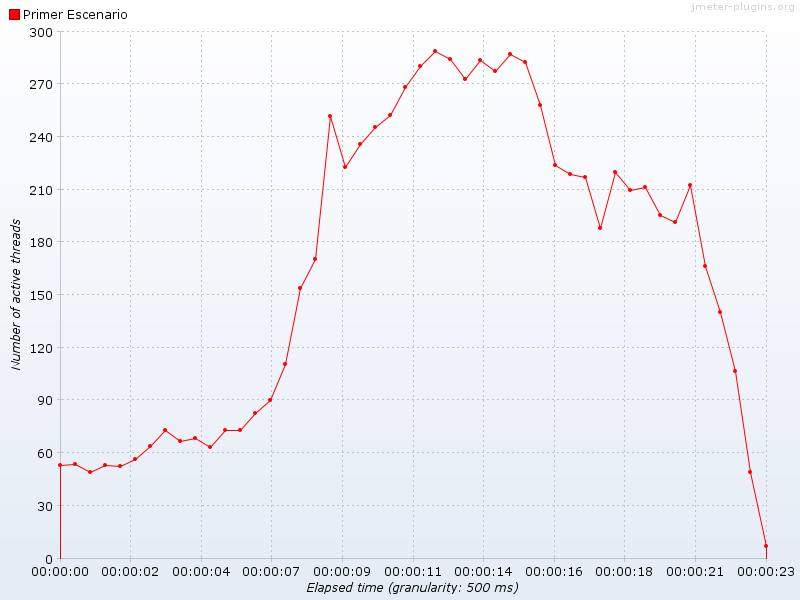 jmeter-plugins.org
Primer Escenario
300
270
240
210
180
150
120
90
60
30
0
Number of active threads
00:00:00 00:00:02 00:00:04 00:00:07 00:00:09 00:00:11 00:00:14 00:00:16 00:00:18 00:00:21 00:00:23
Elapsed time (granularity: 500 ms)